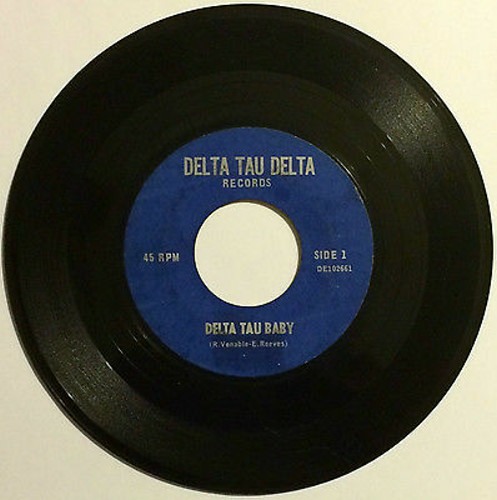 DELTA TAU DELTA
RECORDS
45 RPM
SIDE 1
DE102661
DELTA TAU BABY
(R.Venable-E.Reeves)